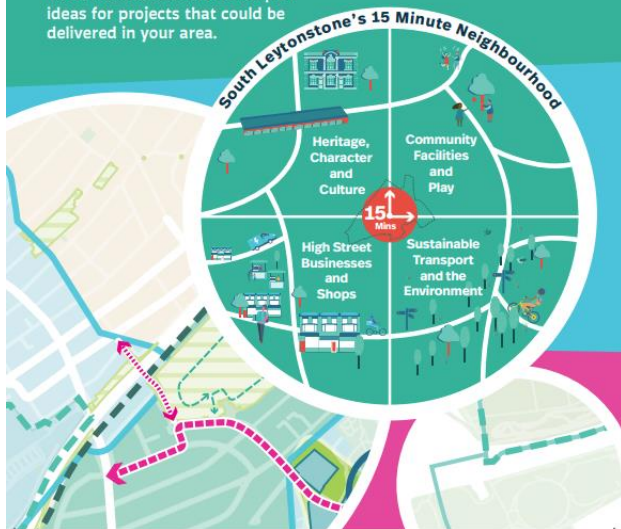 ideas for projects that could be
delivered in your area.
South Leytonstone's 15 Minute Neighbourhood
Heritage,
Character
and
Culture
Community
Facilities
and
Play
15
Mins
High Street
Businesses
and
Shops
Sustainable
Transport
and the
Environment